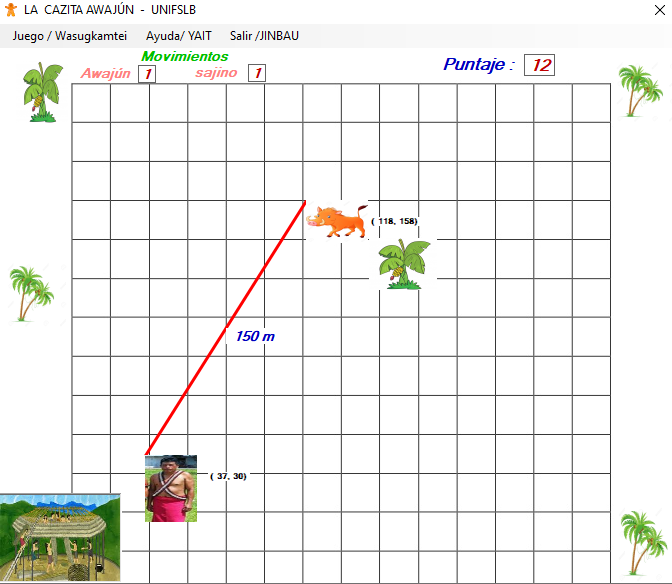 LA CAZITA AWAJÚN - UNIFSLB
Juego / Wasugkamtei Ayuda/ YAIT Salir /JINBAU
Movimientos
Awajún 1 sajino 1
Puntaje : 12
( 118, 158)
150 m
( 37, 30)